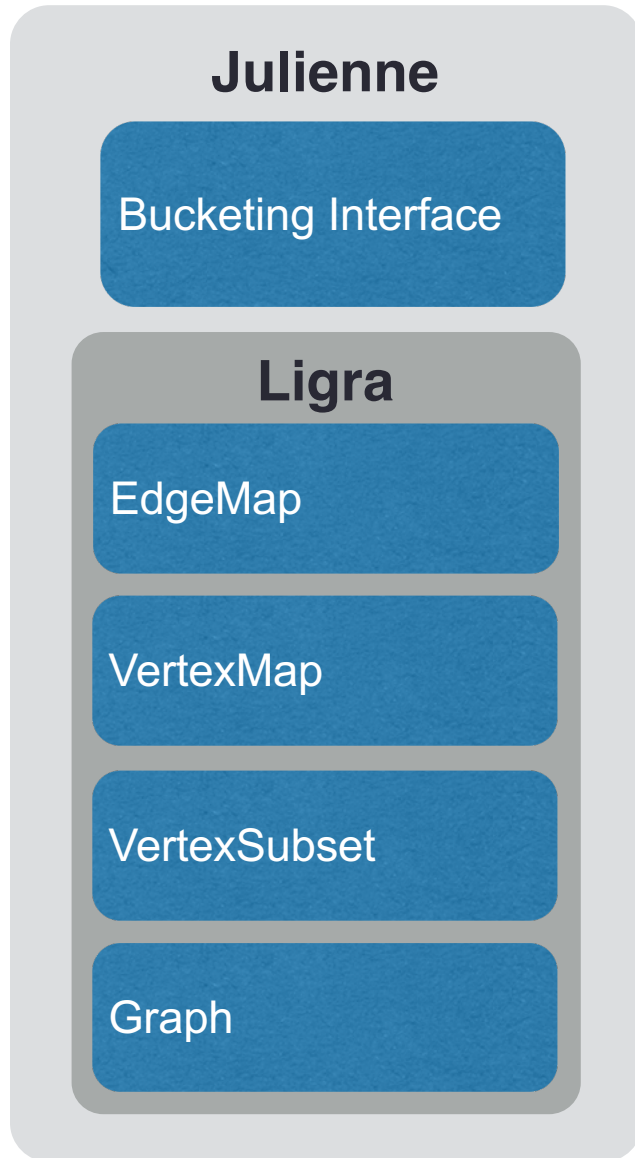 Julienne
Bucketing Interface
Ligra
EdgeMap
VertexMap
VertexSubset
Graph